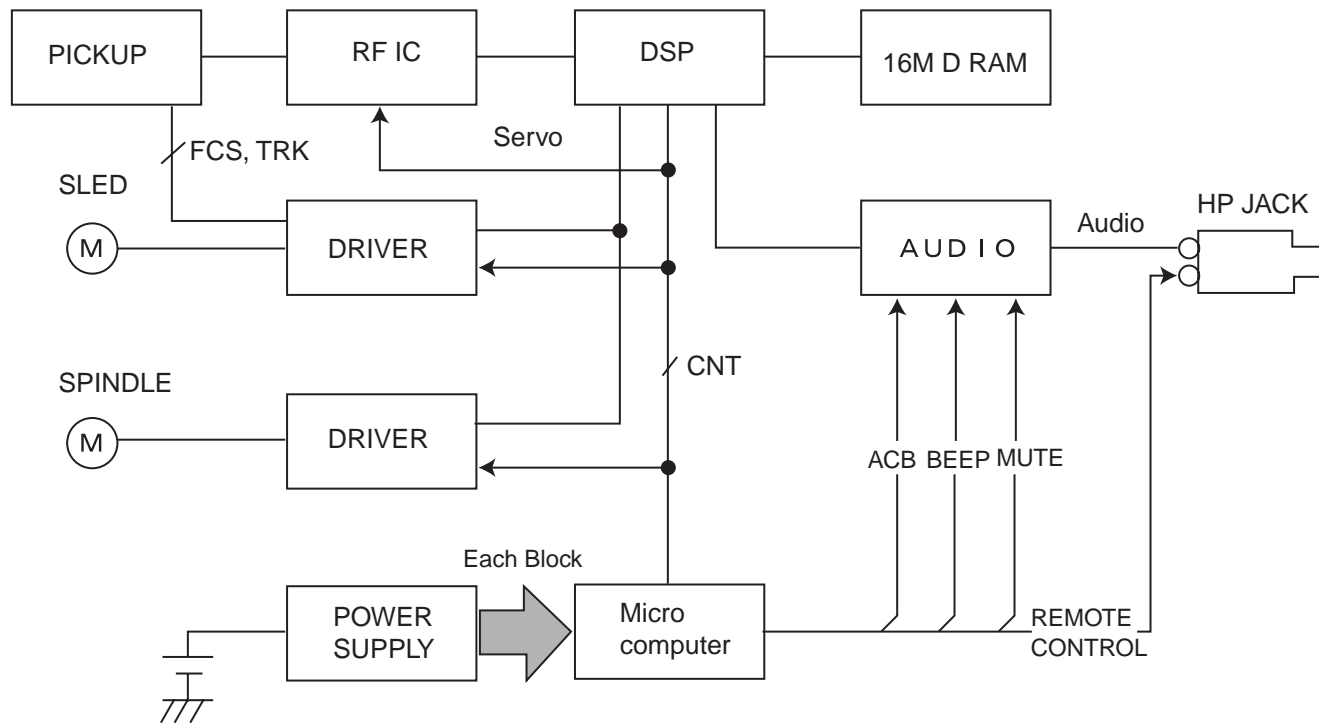 PICKUP
RF IC
DSP
16M D RAM
Servo
FCS, TRK
SLED
M
DRIVER
AUDIO
Audio
HP JACK
CNT
SPINDLE
M
DRIVER
ACB
BEEP
MUTE
Each Block
POWER
SUPPLY
Micro
computer
REMOTE
CONTROL